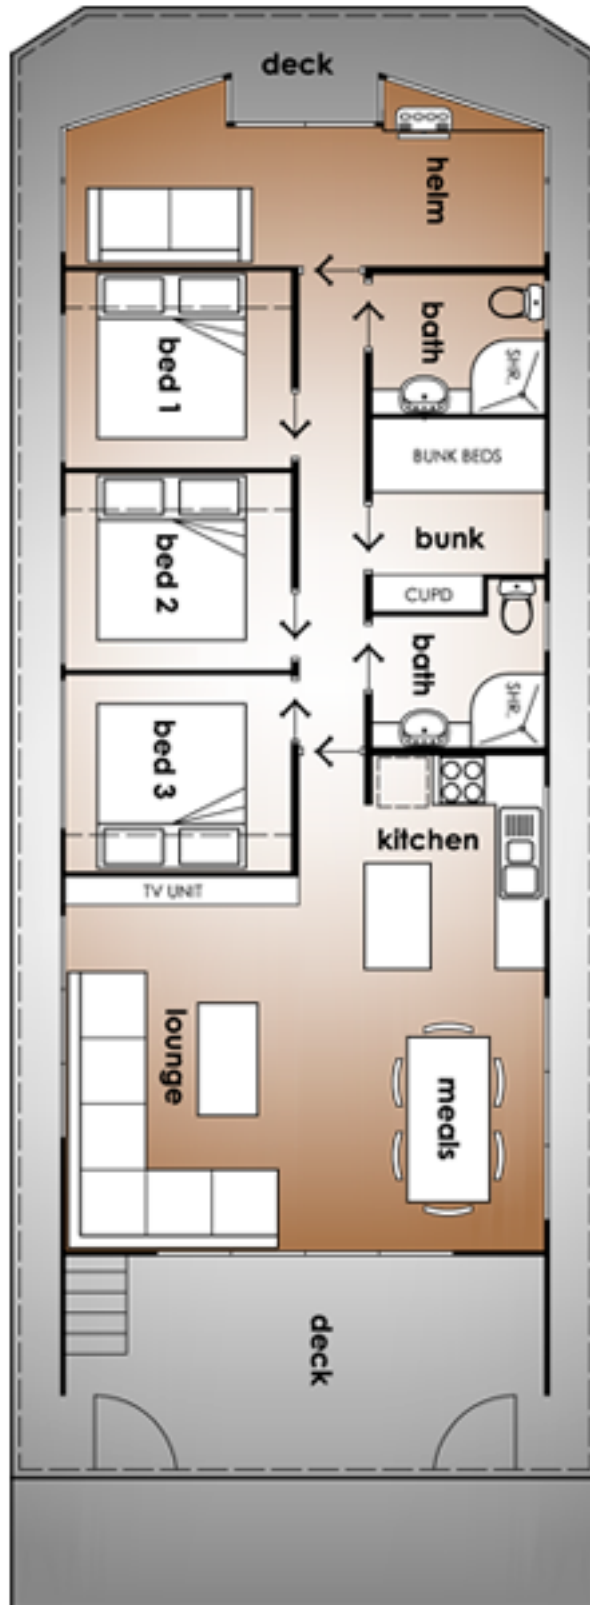 deck
helm
bath
SHR.
bed 1
BUNK BEDS
bunk
bed 2
CUPD
bath
SHR.
bed 3
kitchen
TV UNIT
lounge
meals
deck